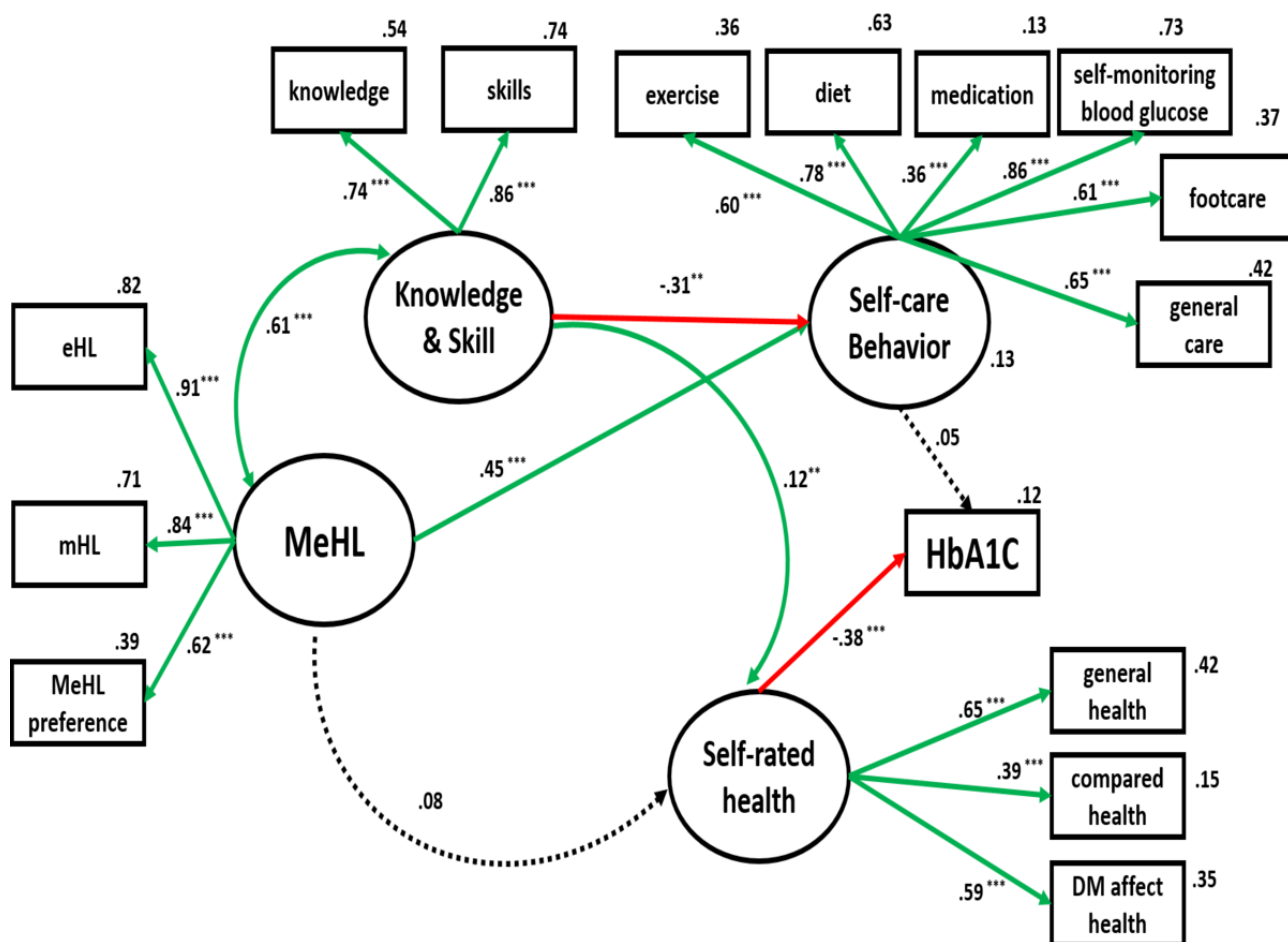 .54
.74
.36
.63
.13
.73
knowledge
skills
exercise
diet
medication
self-monitoring
blood glucose
.37
.74***
.86***
.60***
.78***
.36***
.86***
.61***
footcare
.65***
.42
general
care
Knowledge
& Skill
-.31**
Self-care
Behavior
.13
.82
eHL
.61***
.91***
.71
mHL
.84***
MeHL
.45***
.12**
.05
.12
HbA1C
.39
MeHL
preference
.62***
-.38***
.08
Self-rated
health
.65***
general
health
.42
.39***
compared
health
.15
.59***
DM affect
health
.35